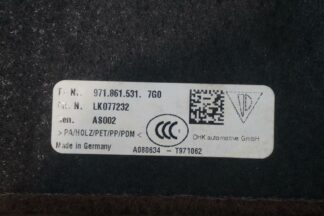 971.861.531. 7G0
N. LK077232
A8002
>PA/HOLZ/PET/PP/PDM<
Made in Germany
CCC
automotive GmbH
A080634 – T971062